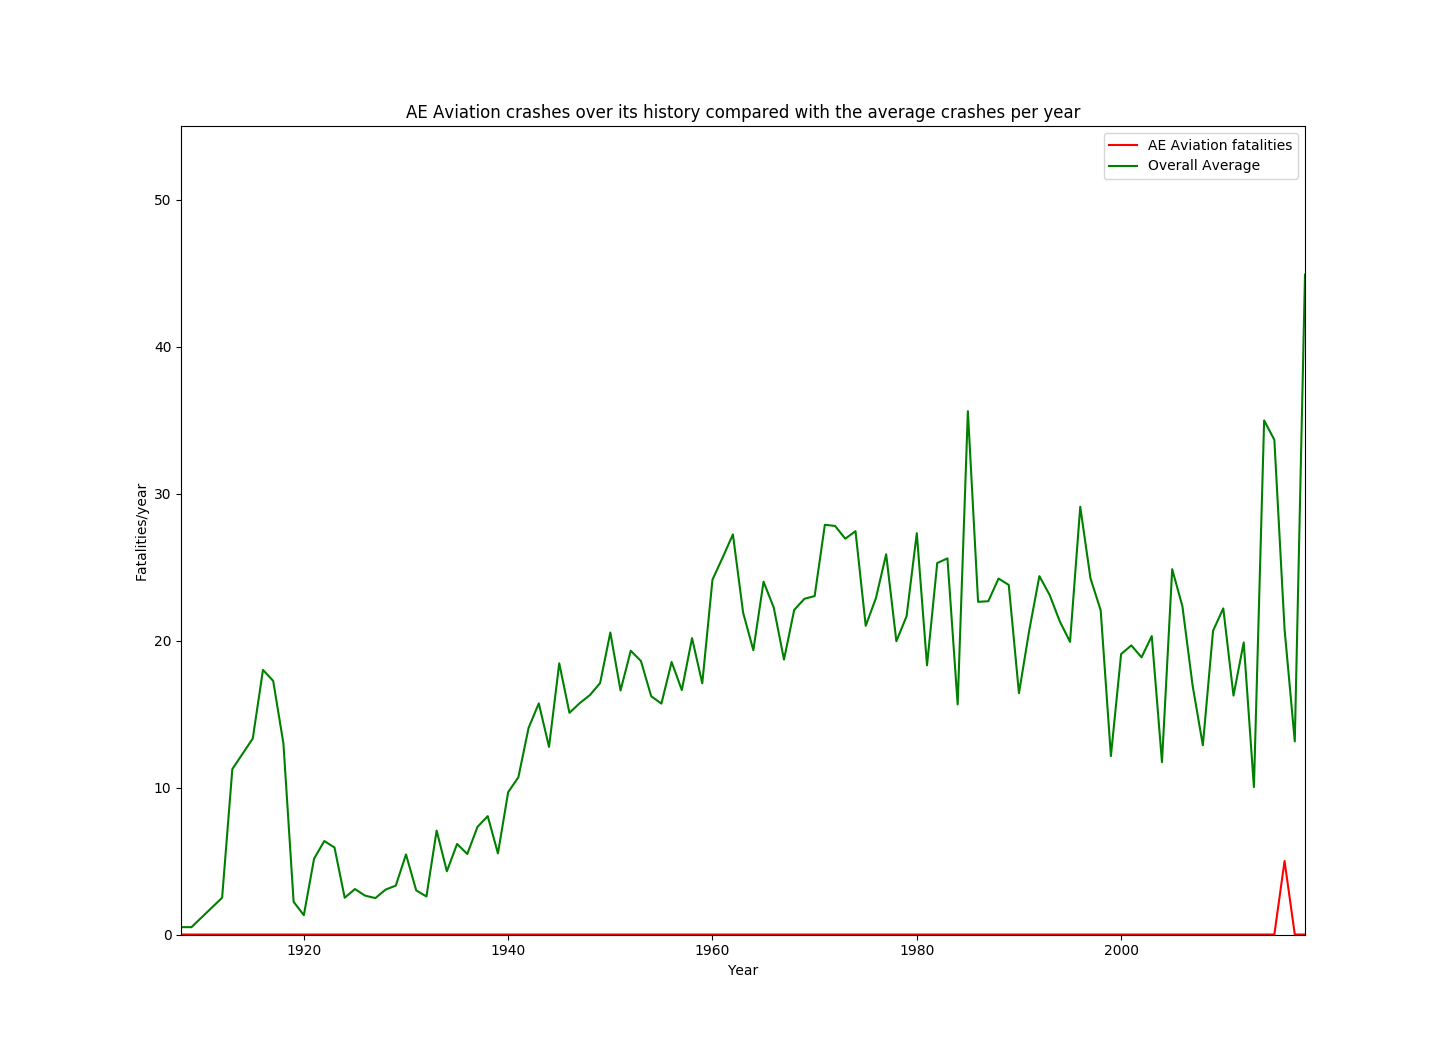 AE Aviation crashes over its history compared with the average crashes per year
AE Aviation fatalities
Overall Average
50
40
30
20
10
0
Fatalities/year
1920 1940 1960 1980 2000
Year